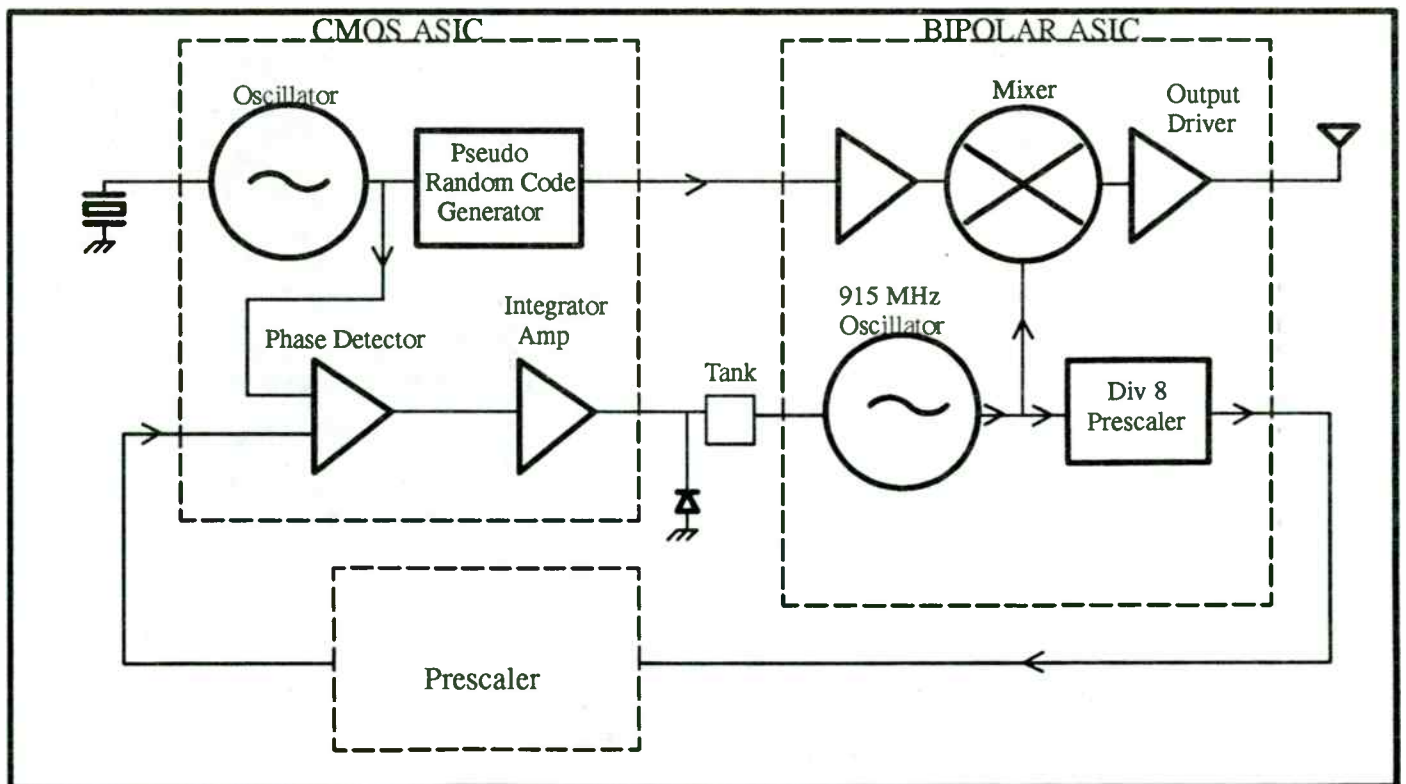 CMOS ASIC
BIPOLAR ASIC
Oscillator
Pseudo
Random Code
Generator
Mixer
Output
Driver
Phase Detector
Integrator
Amp
Tank
915 MHz
Oscillator
Div 8
Prescaler
Prescaler